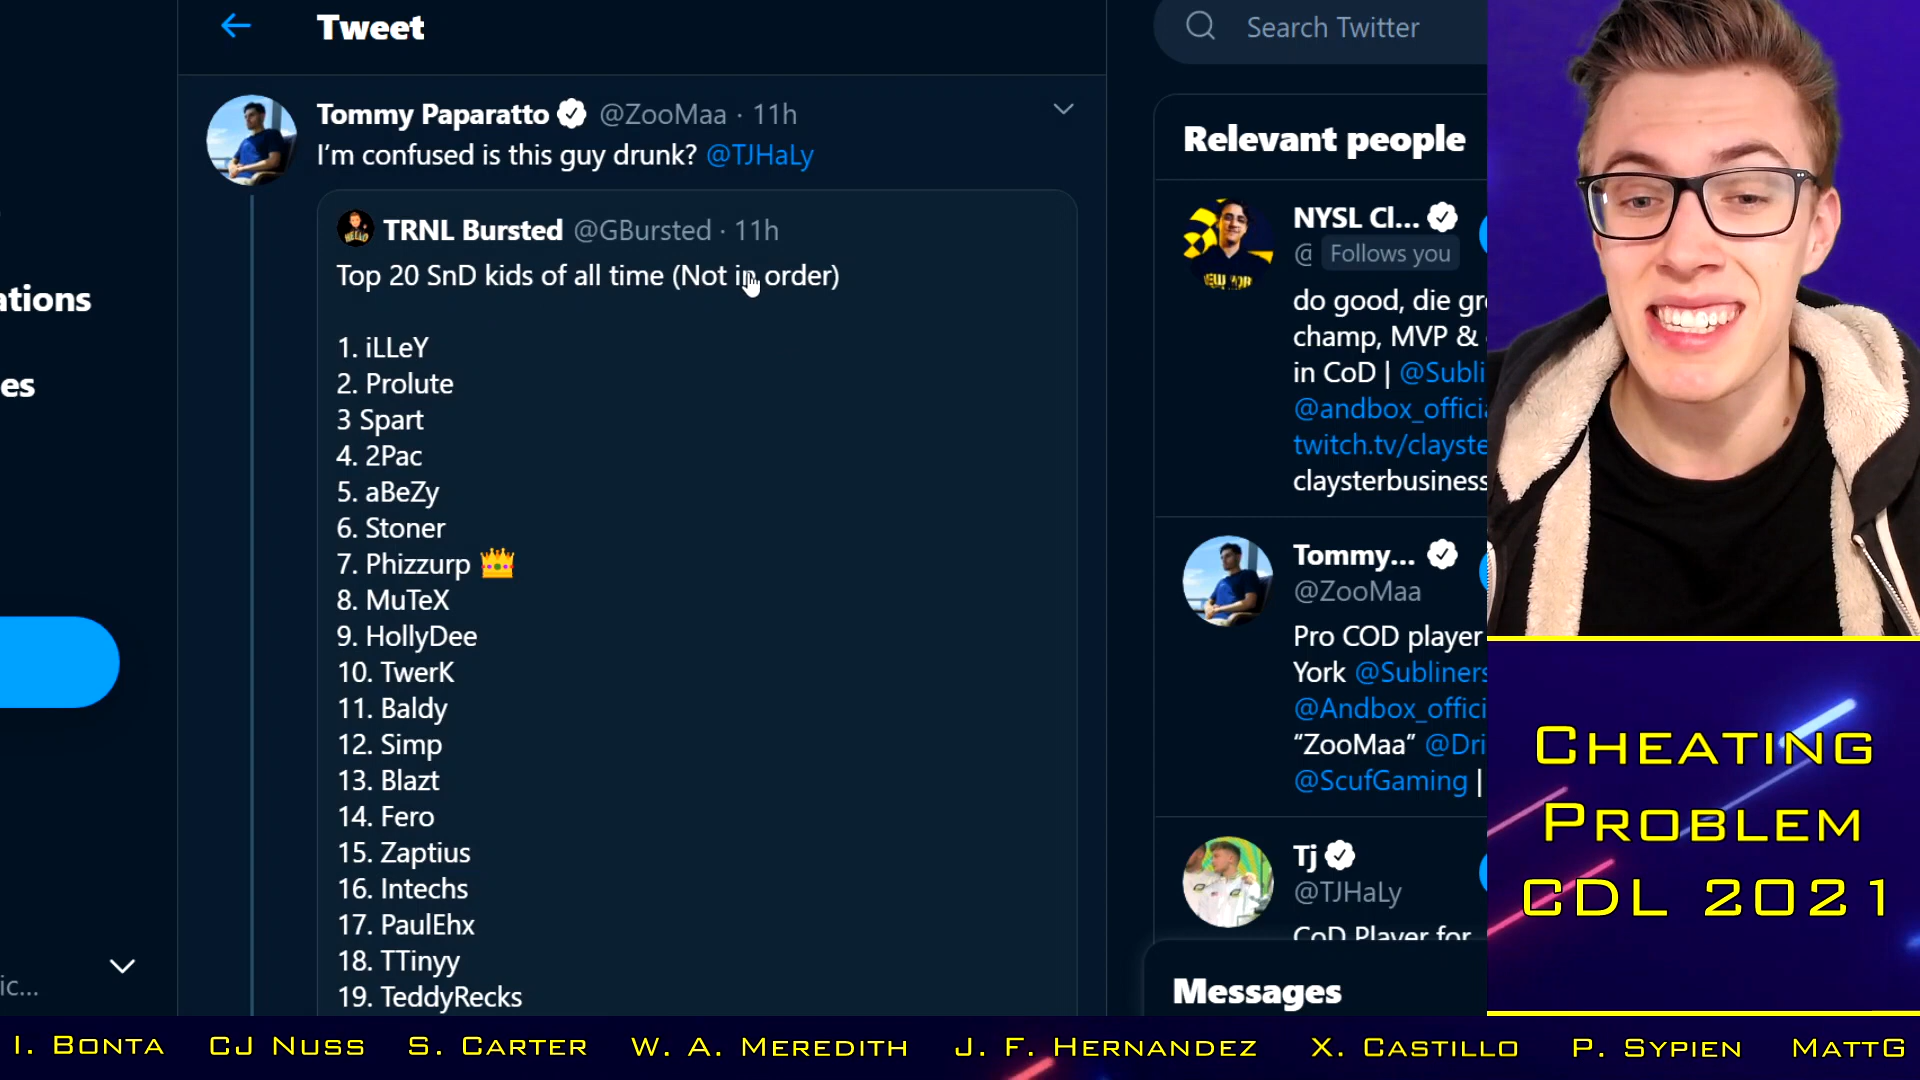 Tweet
Tommy Paparatto @ZooMaa · 11h
I'm confused is this guy drunk? @TJHaLy
TRNL Bursted @GBursted · 11h
Top 20 SnD kids of all time (Not in order)
1. iLLeY
2. Prolute
3 Spart
4. 2Pac
5. aBeZy
6. Stoner
7. Phizzurp 👑
8. MuTeX
9. HollyDee
10. TwerK
11. Baldy
12. Simp
13. Blazt
14. Fero
15. Zaptius
16. Intechs
17. PaulEhx
18. TTinyy
19. TeddyRecks
ations
es
ic...
Search Twitter
Relevant people
NYSL Cl...
@ Follows you
do good, die gr
champ, MVP &
in CoD | @Subli
@andbox_offici
twitch.tv/clayste
claysterbusiness
Tommy...
@ZooMaa
Pro COD player
York @Subliners
@Andbox_offici
“ZooMaa” @Dri
@ScufGaming |
Tj
@TJHaLy
CoD Player for
Messages
HELLO
NEW YOR
CHEATING
PROBLEM
CDL 2021
I. BONTA CJ NUSS S. CARTER W. A. MEREDITH J. F. HERNANDEZ X. CASTILLO P. SYPIEN MATTG